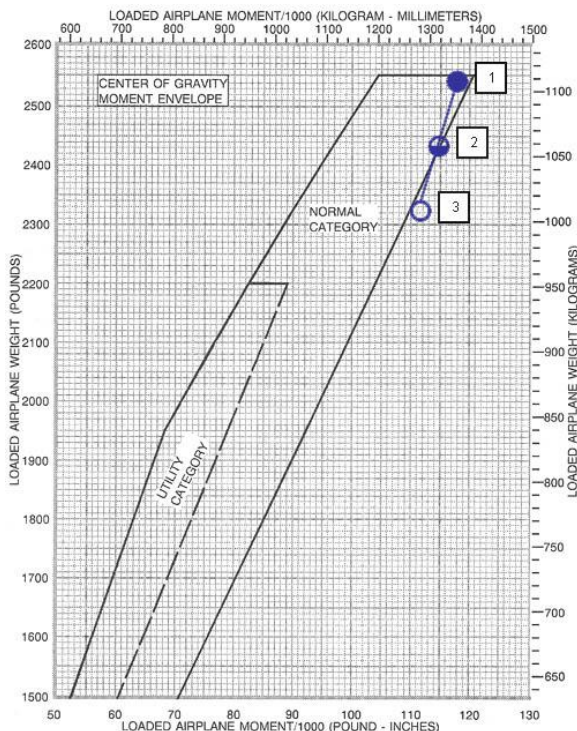 LOADED AIRPLANE MOMENT/1000 (KILOGRAM - MILLIMETERS)
600 700 800 900 1000 1100 1200 1300 1400 1500
2600
CENTER OF GRAVITY
MOMENT ENVELOPE
1
1100
2500
2
1050
2400
3
NORMAL
CATEGORY
2300
1000
2200
950
2100
900
2000
850
1900
UTILITY
CATEGORY
800
1800
750
1700
700
1600
650
1500
LOADED AIRPLANE WEIGHT (POUNDS)
LOADED AIRPLANE WEIGHT (KILOGRAMS)
50 60 70 80 90 100 110 120 130
LOADED AIRPLANE MOMENT/1000 (POUND - INCHES)